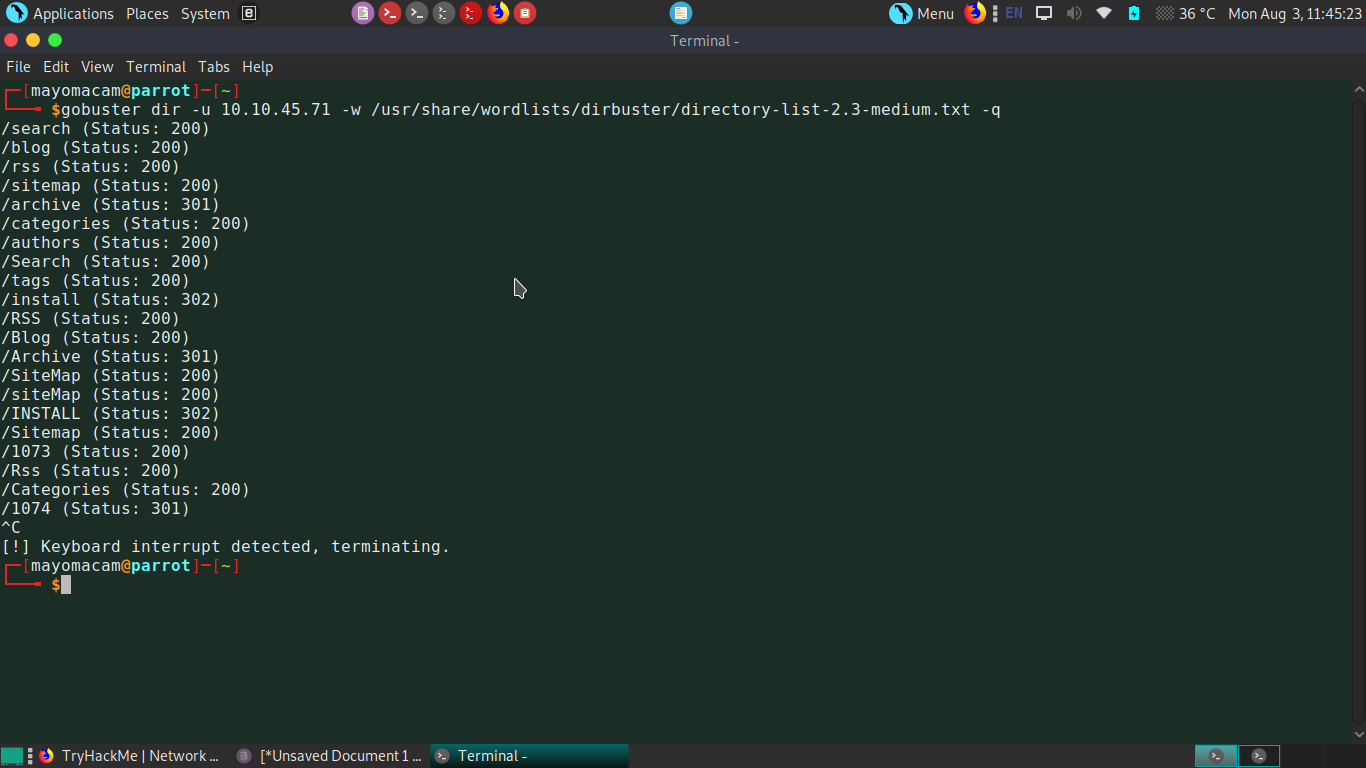 Applications Places System
Menu EN 36 °C Mon Aug 3, 11:45:23
Terminal -
File Edit View Terminal Tabs Help
┌─[mayomacam@parrot]─[~]
└──╼ $gobuster dir -u 10.10.45.71 -w /usr/share/wordlists/dirbuster/directory-list-2.3-medium.txt -q
/search (Status: 200)
/blog (Status: 200)
/rss (Status: 200)
/sitemap (Status: 200)
/archive (Status: 301)
/categories (Status: 200)
/authors (Status: 200)
/Search (Status: 200)
/tags (Status: 200)
/install (Status: 302)
/RSS (Status: 200)
/Blog (Status: 200)
/Archive (Status: 301)
/SiteMap (Status: 200)
/siteMap (Status: 200)
/INSTALL (Status: 302)
/Sitemap (Status: 200)
/1073 (Status: 200)
/Rss (Status: 200)
/Categories (Status: 200)
/1074 (Status: 301)
^C
[!] Keyboard interrupt detected, terminating.
┌─[mayomacam@parrot]─[~]
└──╼ $
TryHackMe | Network ... [*Unsaved Document 1 ... Terminal -